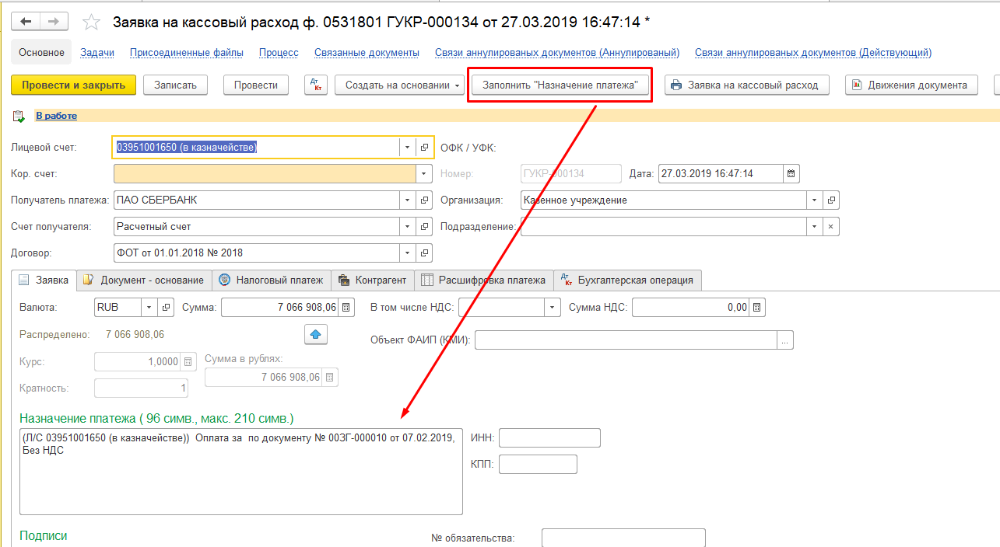 Заявка на кассовый расход ф. 0531801 ГУКР-000134 от 27.03.2019 16:47:14 *
Основное Задачи Присоединенные файлы Процесс Связанные документы Связи аннулированых документов (Аннулированый) Связи аннулированых документов (Действующий)
Провести и закрыть Записать Провести Дт Кт Создать на основании Заполнить "Назначение платежа" Заявка на кассовый расход Движения документа
В работе
Лицевой счет: 03951001650 (в казначействе) ОФК / УФК:
Кор. счет: Номер: ГУКР-000134 Дата: 27.03.2019 16:47:14
Получатель платежа: ПАО СБЕРБАНК Организация: Казенное учреждение
Счет получателя: Расчетный счет Подразделение:
Договор: ФОТ от 01.01.2018 № 2018
Заявка Документ - основание Налоговый платеж Контрагент Расшифровка платежа Дт Кт Бухгалтерская операция
Валюта: RUB Сумма: 7 066 908,06 В том числе НДС: Сумма НДС: 0,00
Распределено: 7 066 908,06 Объект ФАИП (КМИ): ...
Курс: 1,0000 Сумма в рублях:
7 066 908,06
Кратность: 1
Назначение платежа ( 96 симв., макс. 210 симв.)
(Л/С 03951001650 (в казначействе)) Оплата за по документу № 00ЗГ-000010 от 07.02.2019, ИНН:
Без НДС
КПП:
Подписи № обязательства: